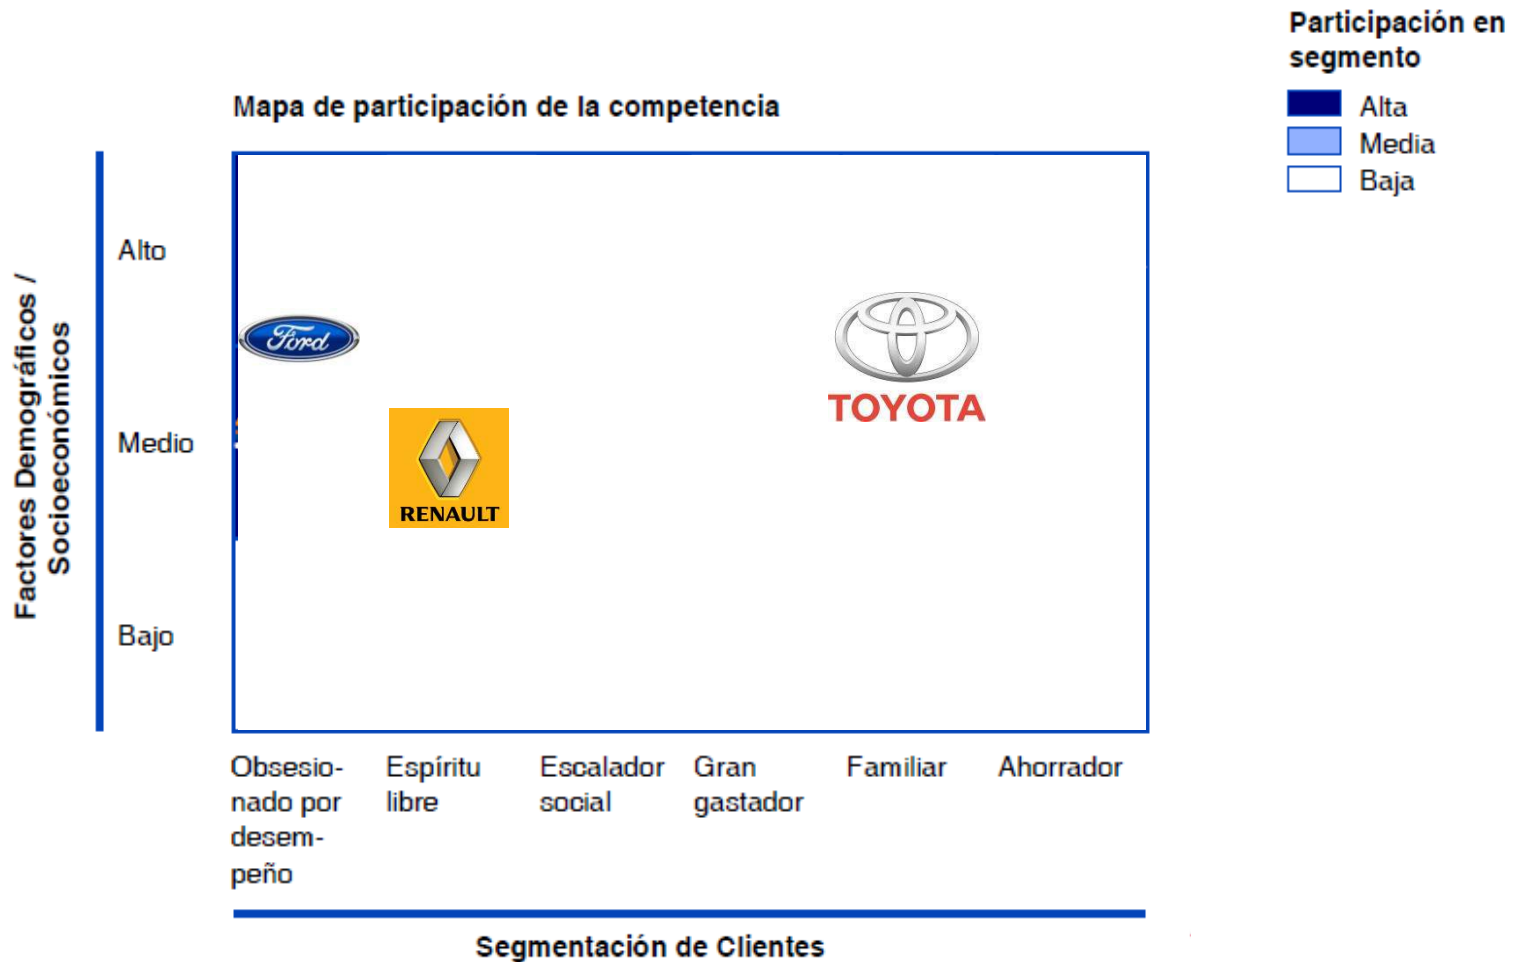 Participación en
segmento
Alta
Media
Baja
Mapa de participación de la competencia
Factores Demográficos /
Socioeconómicos
Alto
Medio
Bajo
Ford
TOYOTA
RENAULT
Obsesio-
nado por
desem-
peño
Espíritu
libre
Escalador
social
Gran
gastador
Familiar
Ahorrador
Segmentación de Clientes